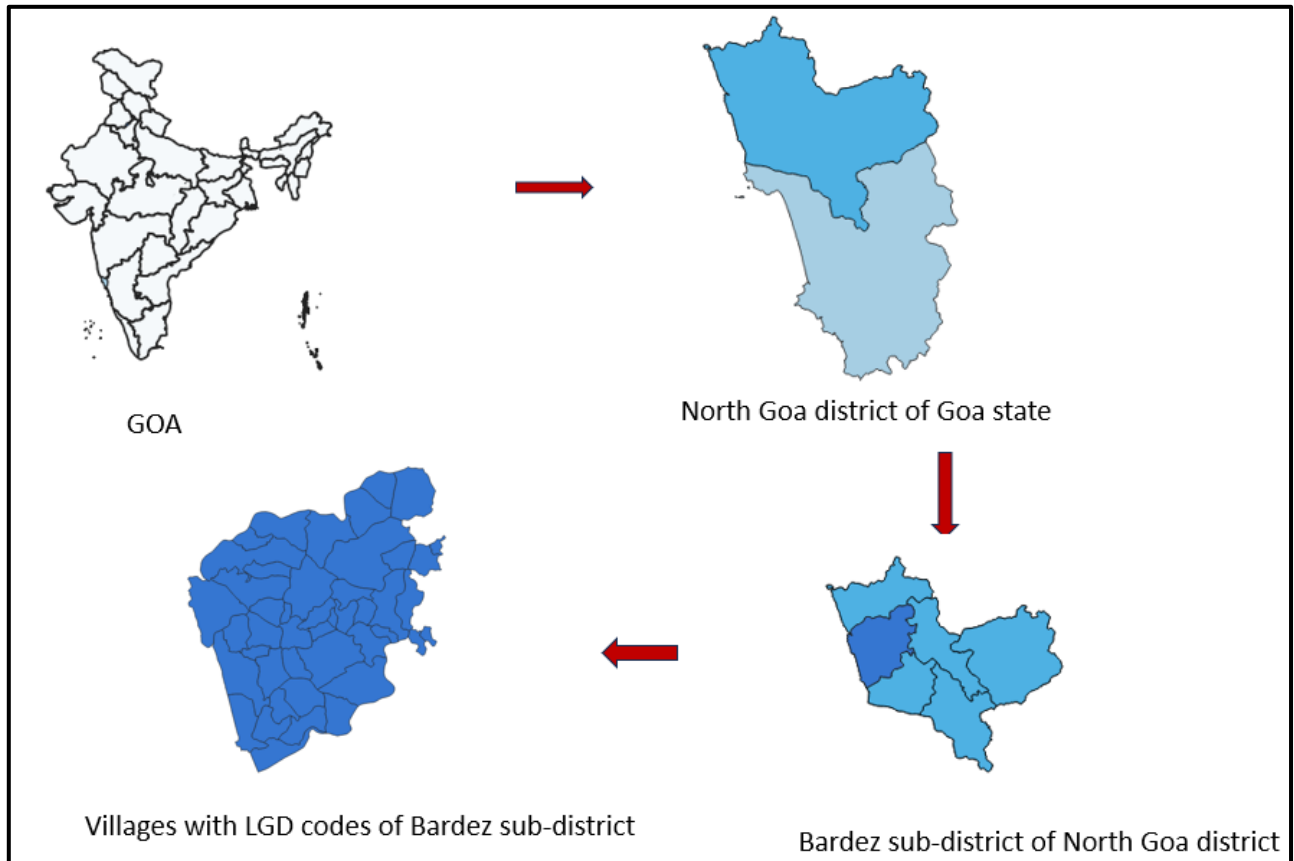 GOA
North Goa district of Goa state
Villages with LGD codes of Bardez sub-district
Bardez sub-district of North Goa district